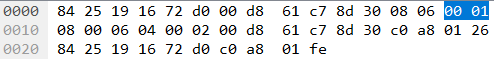 0000 84 25 19 16 72 d0 00 d8 61 c7 8d 30 08 06 00 01
0010 08 00 06 04 00 02 00 d8 61 c7 8d 30 c0 a8 01 26
0020 84 25 19 16 72 d0 c0 a8 01 fe